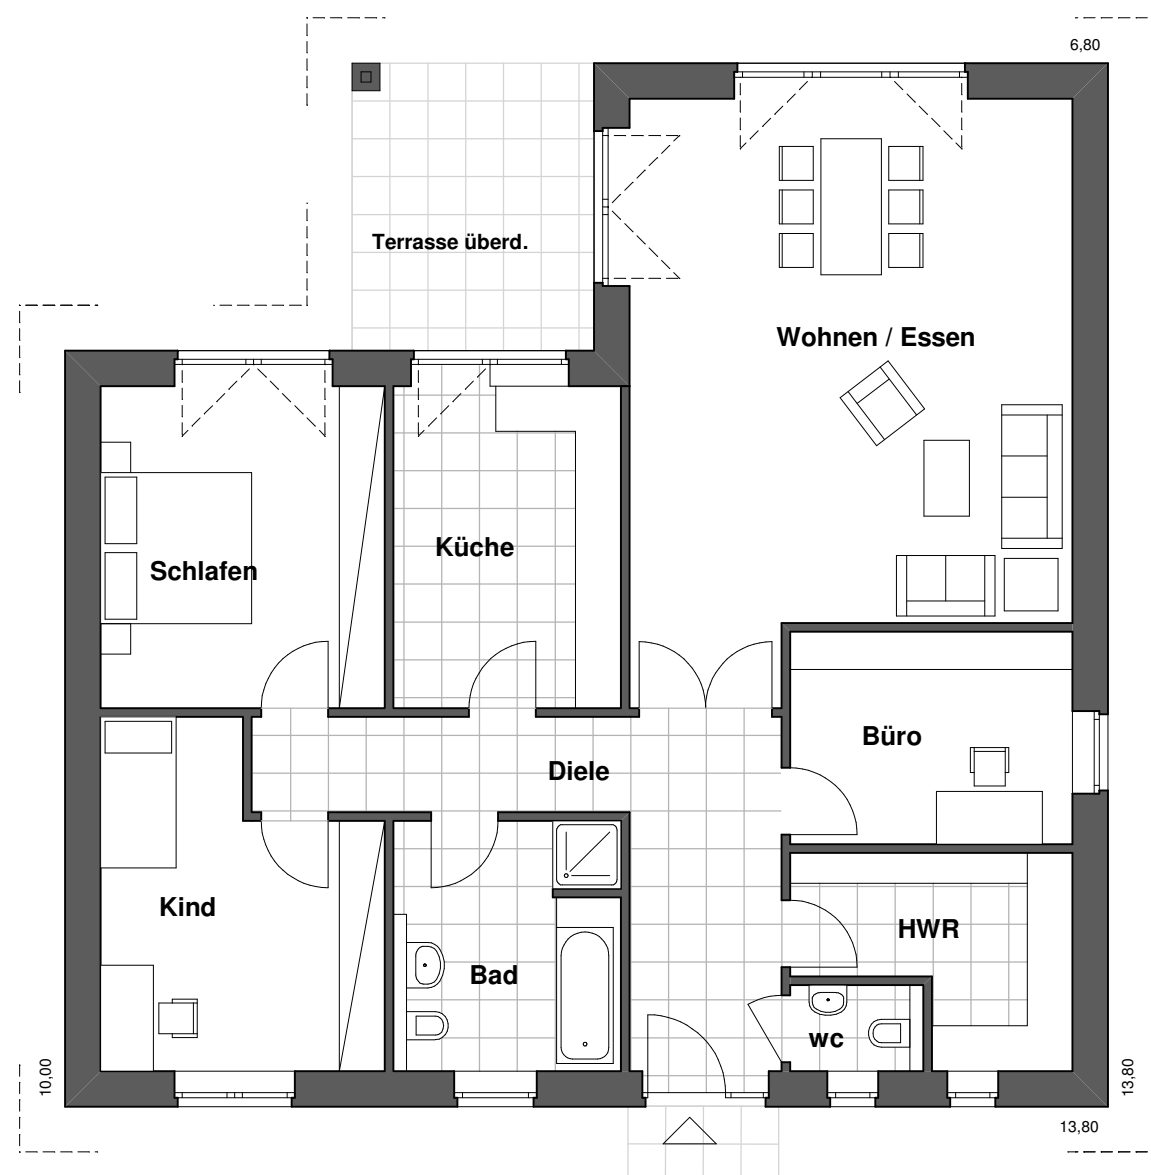 6,80
Terrasse überd.
Wohnen / Essen
Küche
Schlafen
Büro
Diele
Kind
HWR
Bad
wc
10,00
13,80
13,80